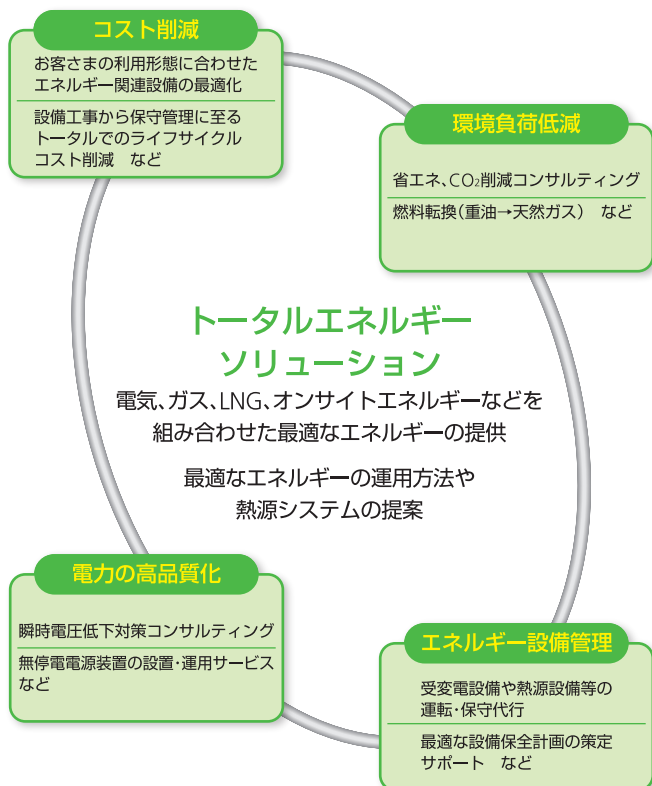 コスト削減
お客さまの利用形態に合わせた
エネルギー関連設備の最適化
設備工事から保守管理に至る
トータルでのライフサイクル
コスト削減　など
環境負荷低減
省エネ、CO₂削減コンサルティング
燃料転換（重油→天然ガス）　など
トータルエネルギー
ソリューション
電気、ガス、LNG、オンサイトエネルギーなどを
組み合わせた最適なエネルギーの提供
最適なエネルギーの運用方法や
熱源システムの提案
電力の高品質化
瞬時電圧低下対策コンサルティング
無停電電源装置の設置・運用サービス
など
エネルギー設備管理
受変電設備や熱源設備等の
運転・保守代行
最適な設備保全計画の策定
サポート　など